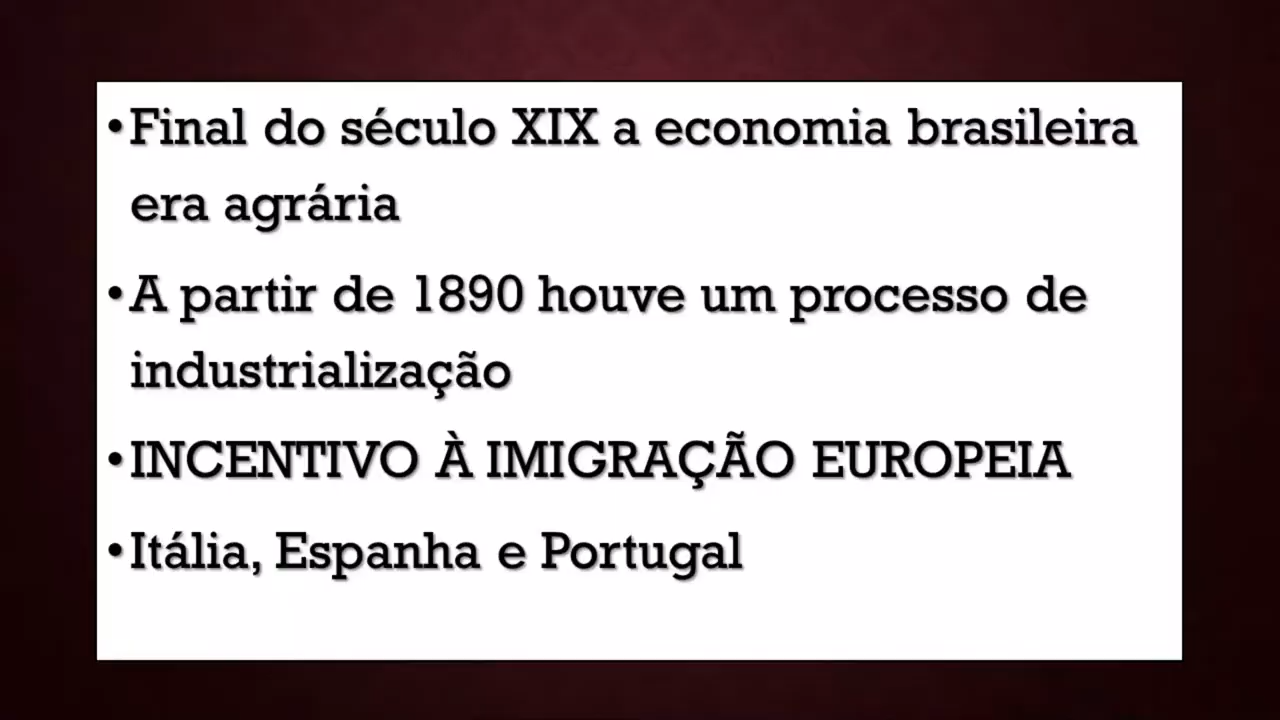 •Final do século XIX a economia brasileira
era agrária
•A partir de 1890 houve um processo de
industrialização
•INCENTIVO À IMIGRAÇÃO EUROPEIA
•Itália, Espanha e Portugal